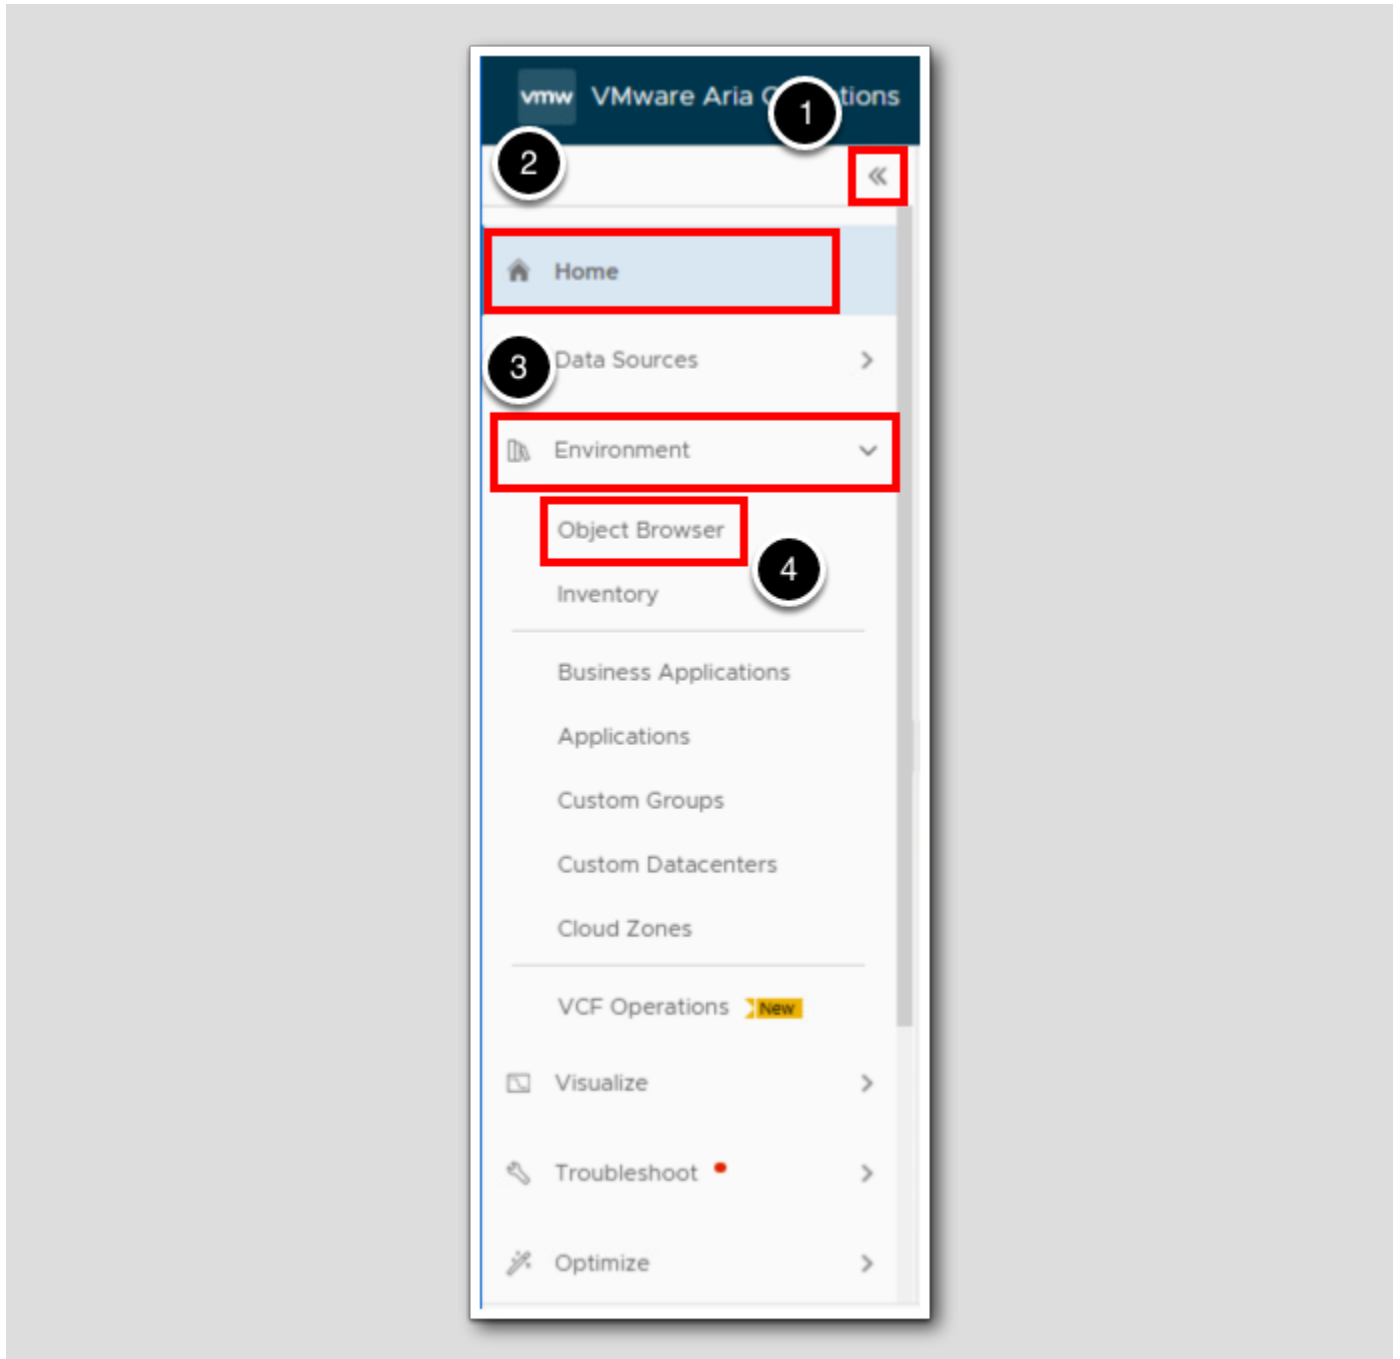 vmw VMware Aria O tions
1
2
«
Home
3
Data Sources
Environment
Object Browser
4
Inventory
Business Applications
Applications
Custom Groups
Custom Datacenters
Cloud Zones
VCF Operations New
Visualize
Troubleshoot
Optimize